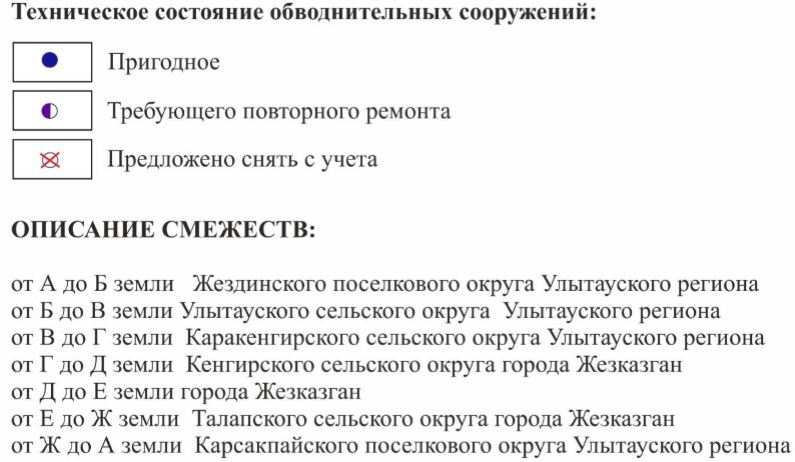 Техническое состояние обводнительных сооружений:
Пригодное
Требующего повторного ремонта
Предложено снять с учета
ОПИСАНИЕ СМЕЖЕСТВ:
от А до Б земли Жездинского поселкового округа Улытауского региона
от Б до В земли Улытауского сельского округа Улытауского региона
от В до Г земли Каракенгирского сельского округа Улытауского региона
от Г до Д земли Кенгирского сельского округа города Жезказган
от Д до Е земли города Жезказган
от Е до Ж земли Талапского сельского округа города Жезказган
от Ж до А земли Карсакпайского поселкового округа Улытауского региона